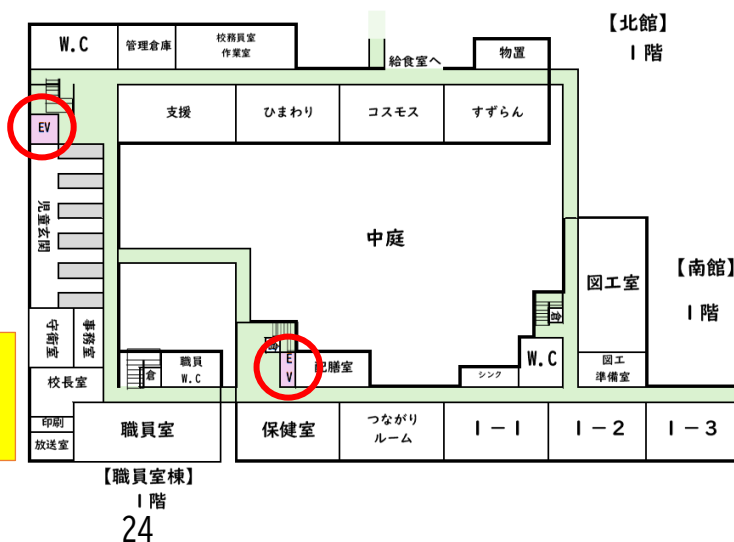 【北館】
1階
W.C
管理倉庫
校務員室
作業室
給食室へ
物置
EV
支援
ひまわり
コスモス
すずらん
児童玄関
中庭
図工室
【南館】
1階
守衛室
事務室
校長室
印刷
放送室
倉
職員
W.C
倉
EV
配膳室
シンク
W.C
倉
図工
準備室
職員室
保健室
つながり
ルーム
1－1
1－2
1－3
【職員室棟】
1階
24